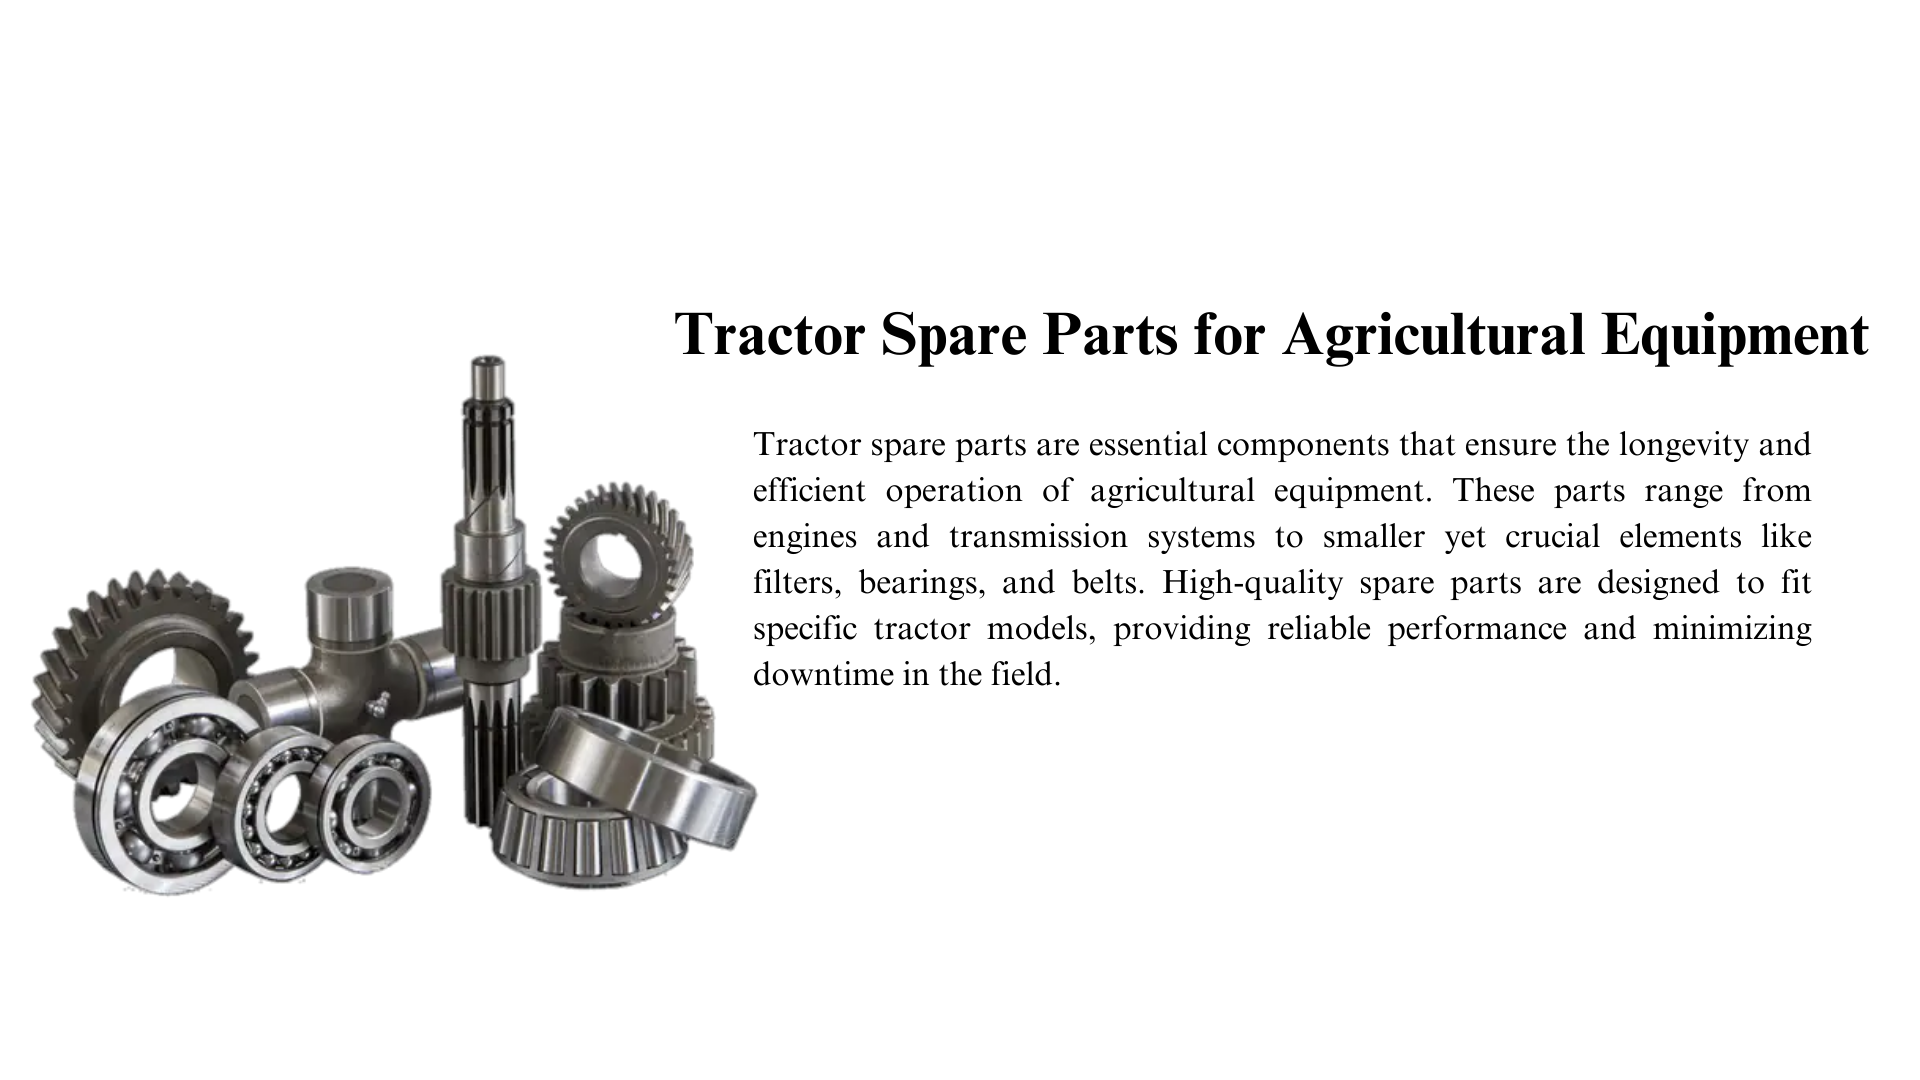 Tractor Spare Parts for Agricultural Equipment
Tractor spare parts are essential components that ensure the longevity and
efficient operation of agricultural equipment. These parts range from
engines and transmission systems to smaller yet crucial elements like
filters, bearings, and belts. High-quality spare parts are designed to fit
specific tractor models, providing reliable performance and minimizing
downtime in the field.